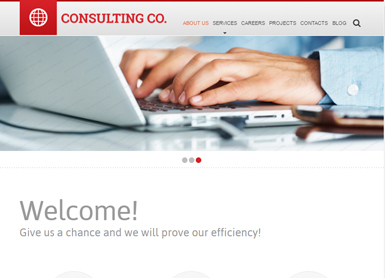 CONSULTING CO.
ABOUT US SERVICES CAREERS PROJECTS CONTACTS BLOG
Welcome!
Give us a chance and we will prove our efficiency!